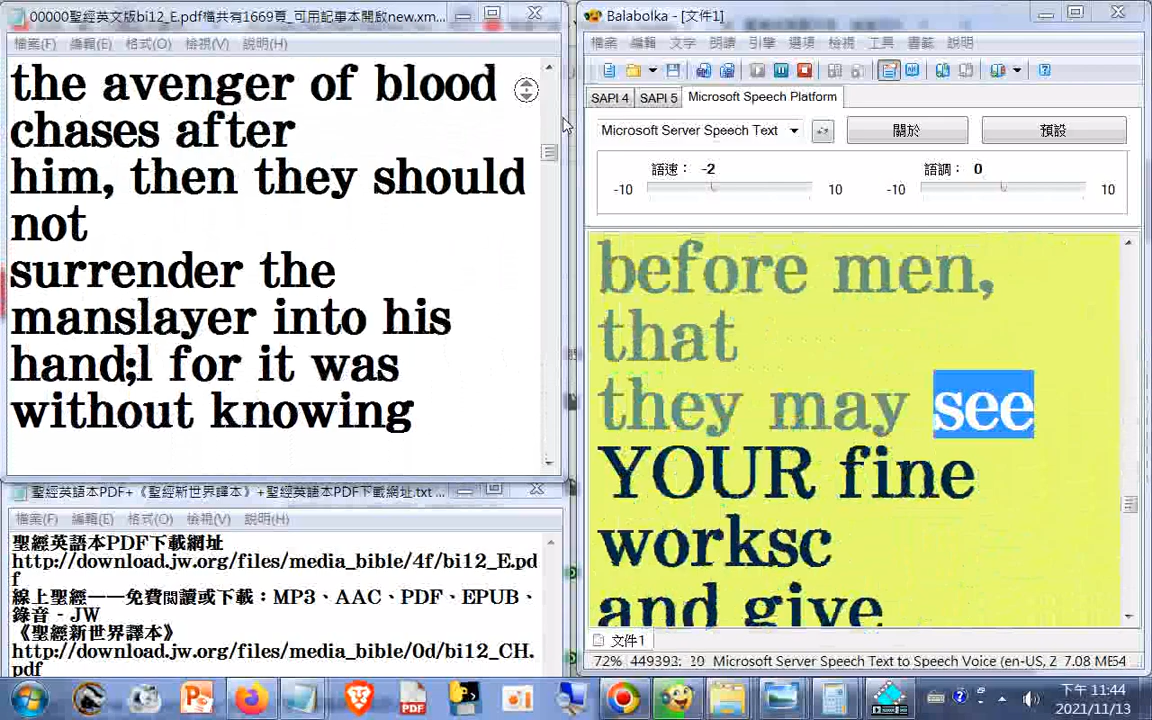 00000聖經英文版bi12_E.pdf檔共有1669頁_可用記事本開啟new.xm...
檔案(F) 編輯(E) 格式(O) 檢視(V) 說明(H)
the avenger of blood
chases after
him, then they should
not
surrender the
manslayer into his
hand;l for it was
without knowing
聖經英語本PDF+《聖經新世界譯本》+聖經英語本PDF下載網址.txt ...
檔案(F) 編輯(E) 格式(O) 檢視(V) 說明(H)
聖經英語本PDF下載網址
http://download.jw.org/files/media_bible/4f/bi12_E.pd
f
線上聖經——免費閱讀或下載：MP3、AAC、PDF、EPUB、
錄音 - JW
《聖經新世界譯本》
http://download.jw.org/files/media_bible/0d/bi12_CH.
pdf
Balabolka - [文件1]
檔案 編輯 文字 朗讀 引擎 選項 檢視 工具 書籤 說明
SAPI 4 SAPI 5 Microsoft Speech Platform
Microsoft Server Speech Text 關於 預設
語速： -2 語調： 0
-10 10 -10 10
before men,
that
they may see
YOUR fine
worksc
and give
文件1
72% 449392: Microsoft Server Speech Text to Speech Voice (en-US, Z 7.08 ME54
下午 11:44
2021/11/13